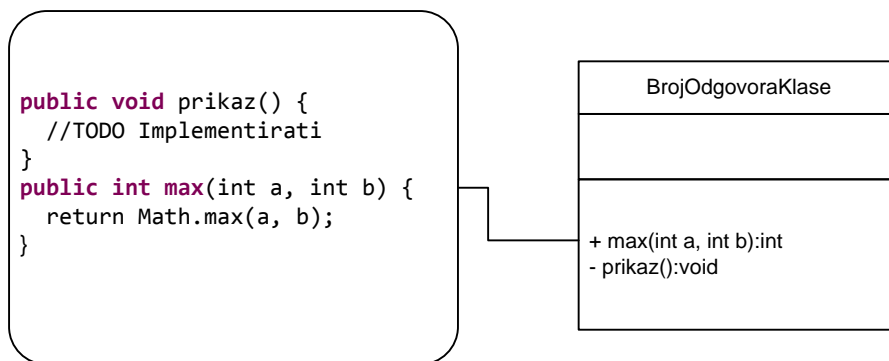 public void prikaz() {
//TODO Implementirati
}
public int max(int a, int b) {
return Math.max(a, b);
}
BrojOdgovoraKlase
+ max(int a, int b):int
- prikaz():void